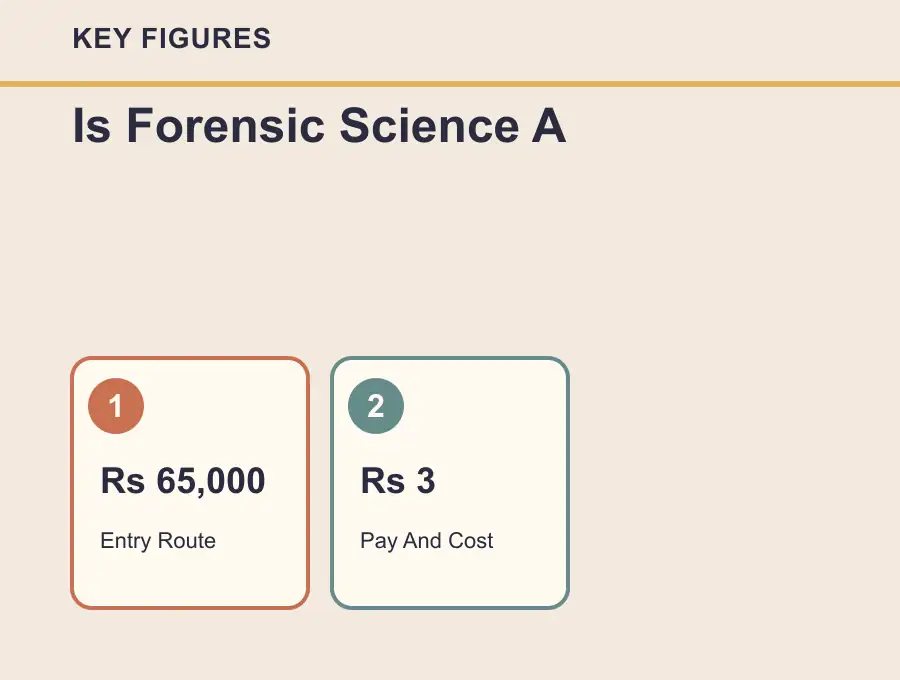 KEY FIGURES
Is Forensic Science A
1
Rs 65,000
Entry Route
2
Rs 3
Pay And Cost